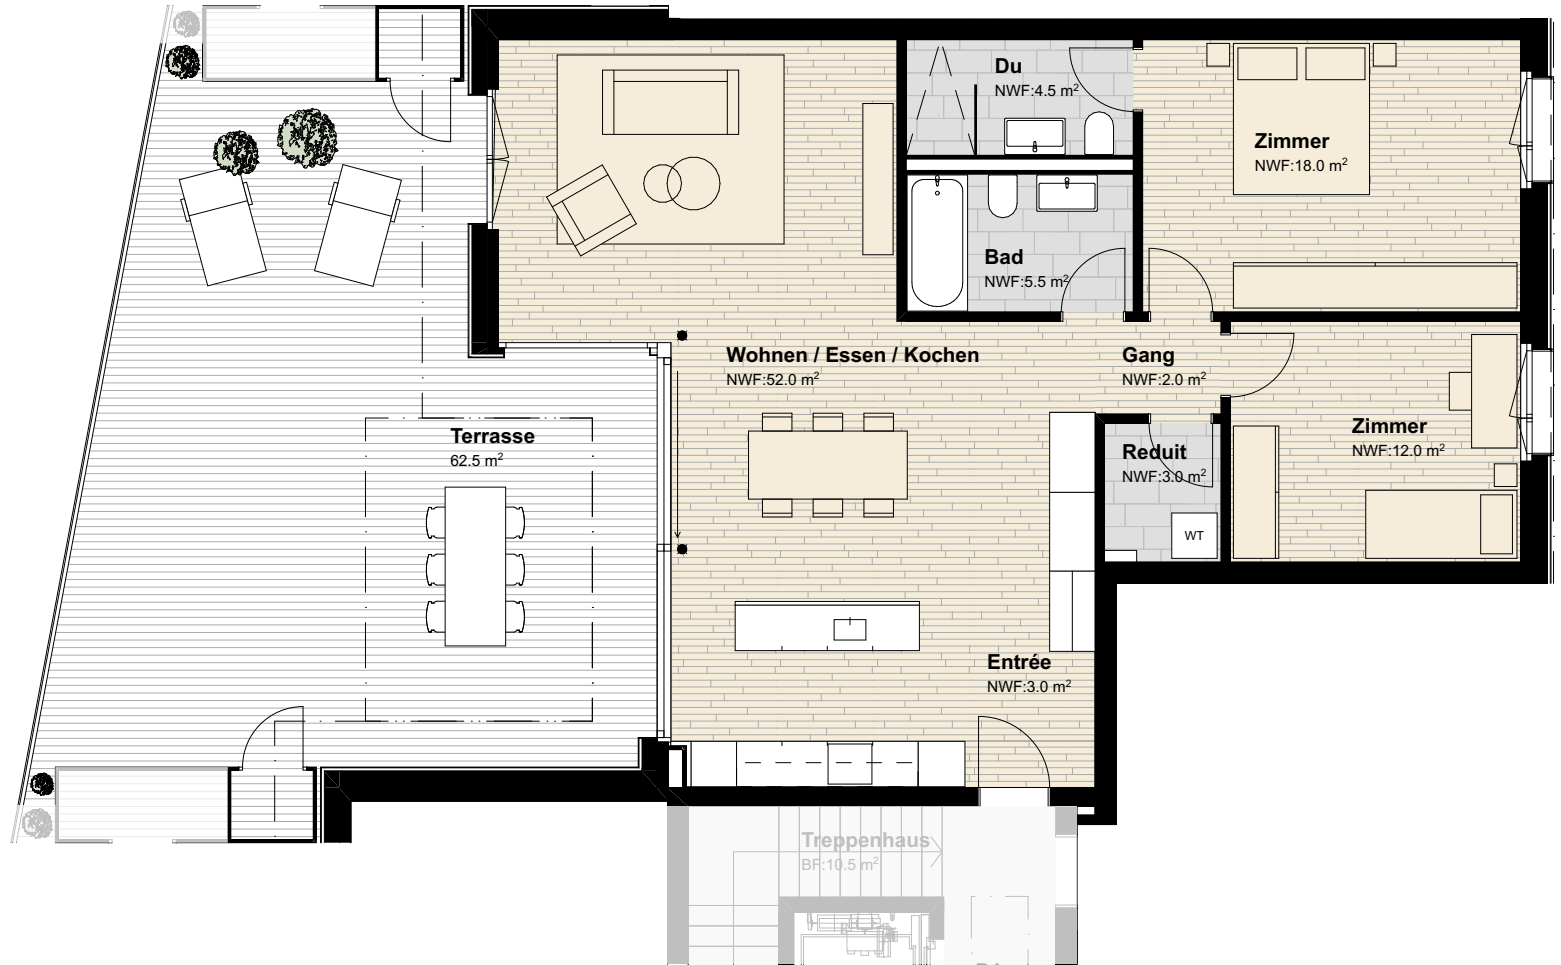 Du
NWF:4.5 m²
Zimmer
NWF:18.0 m²
Bad
NWF:5.5 m²
Wohnen / Essen / Kochen
NWF:52.0 m²
Gang
NWF:2.0 m²
Terrasse
62.5 m²
Zimmer
NWF:12.0 m²
Reduit
NWF:3.0 m²
WT
Entrée
NWF:3.0 m²
Treppenhaus
BF:10.5 m²